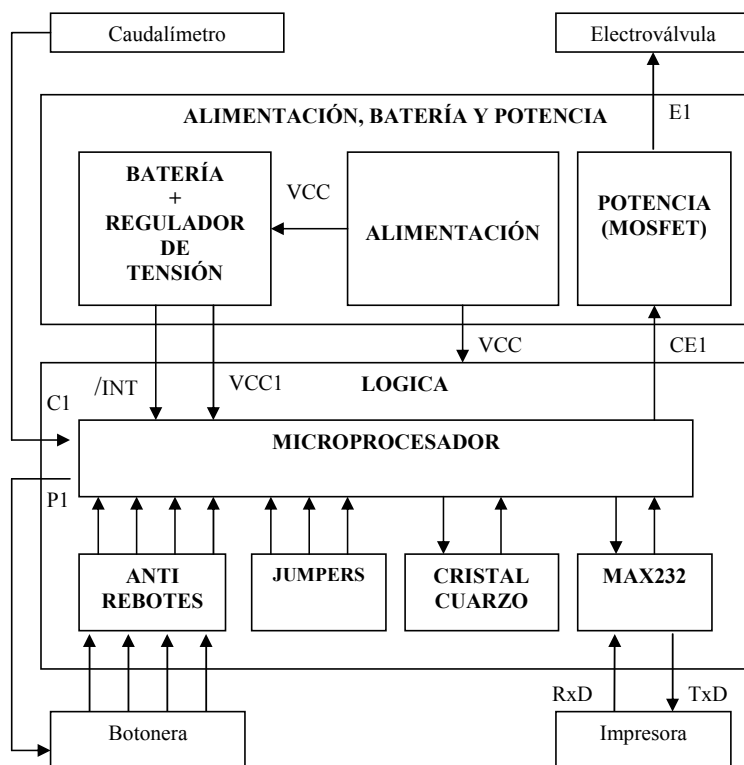 Caudalímetro
Electroválvula
E1
ALIMENTACIÓN, BATERÍA Y POTENCIA
BATERÍA
+
REGULADOR
DE
TENSIÓN
VCC
ALIMENTACIÓN
POTENCIA
(MOSFET)
/INT
VCC1
VCC
CE1
LOGICA
C1
MICROPROCESADOR
P1
ANTI
REBOTES
JUMPERS
CRISTAL
CUARZO
MAX232
RxD
TxD
Botonera
Impresora